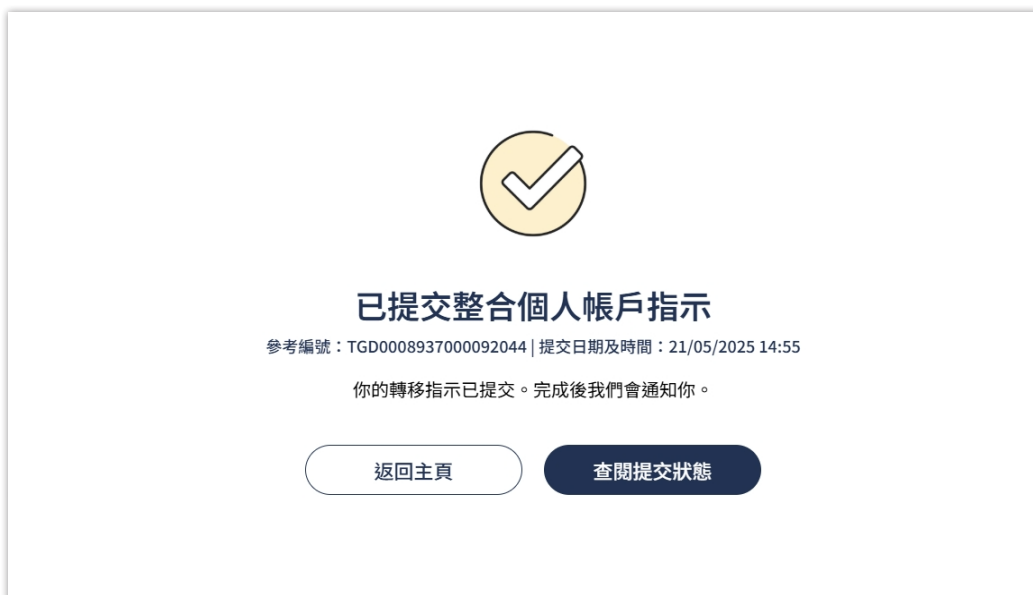 已提交整合個人帳戶指示
參考編號：TGD0008937000092044 | 提交日期及時間：21/05/2025 14:55
你的轉移指示已提交。完成後我們會通知你。
返回主頁
查閱提交狀態